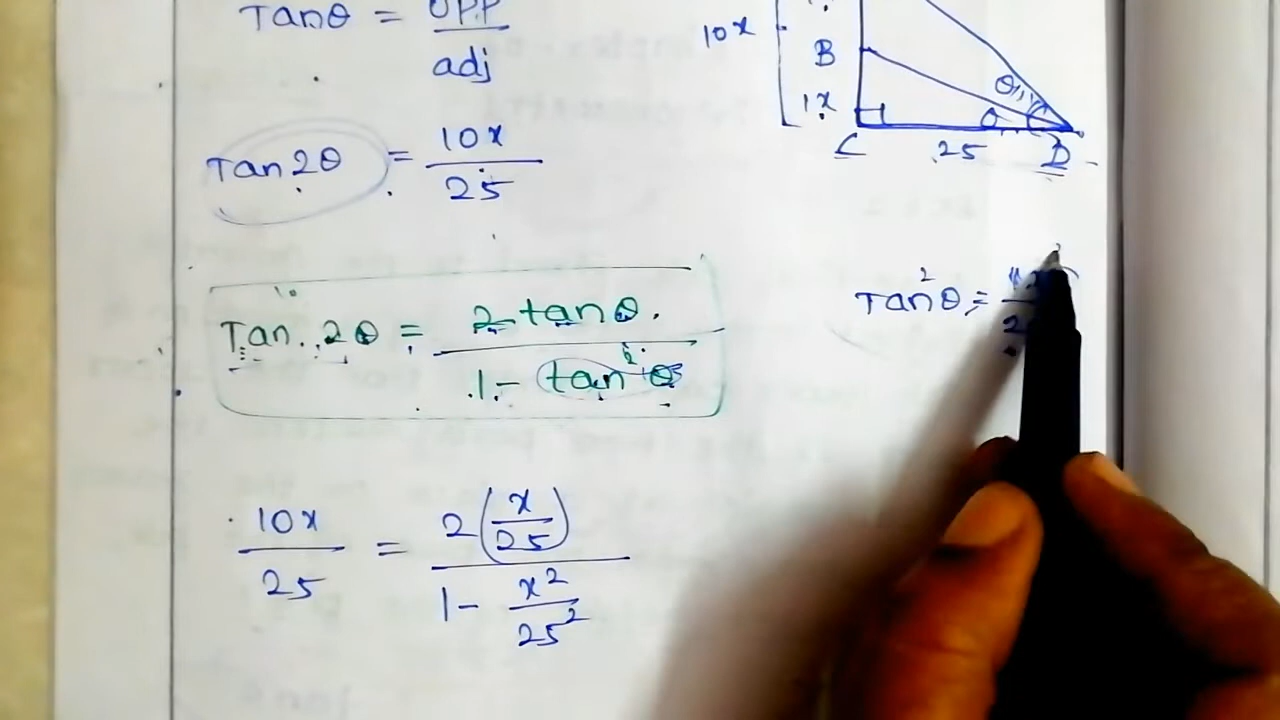 Tanθ = opp/adj
10x
B
1x
θ
θ
C 25 D
Tan2θ = 10x/25
Tan 2θ = 2 tanθ / 1 - tan²θ
Tan²θ =
10x/25 = 2(x/25) / 1 - x²/25²